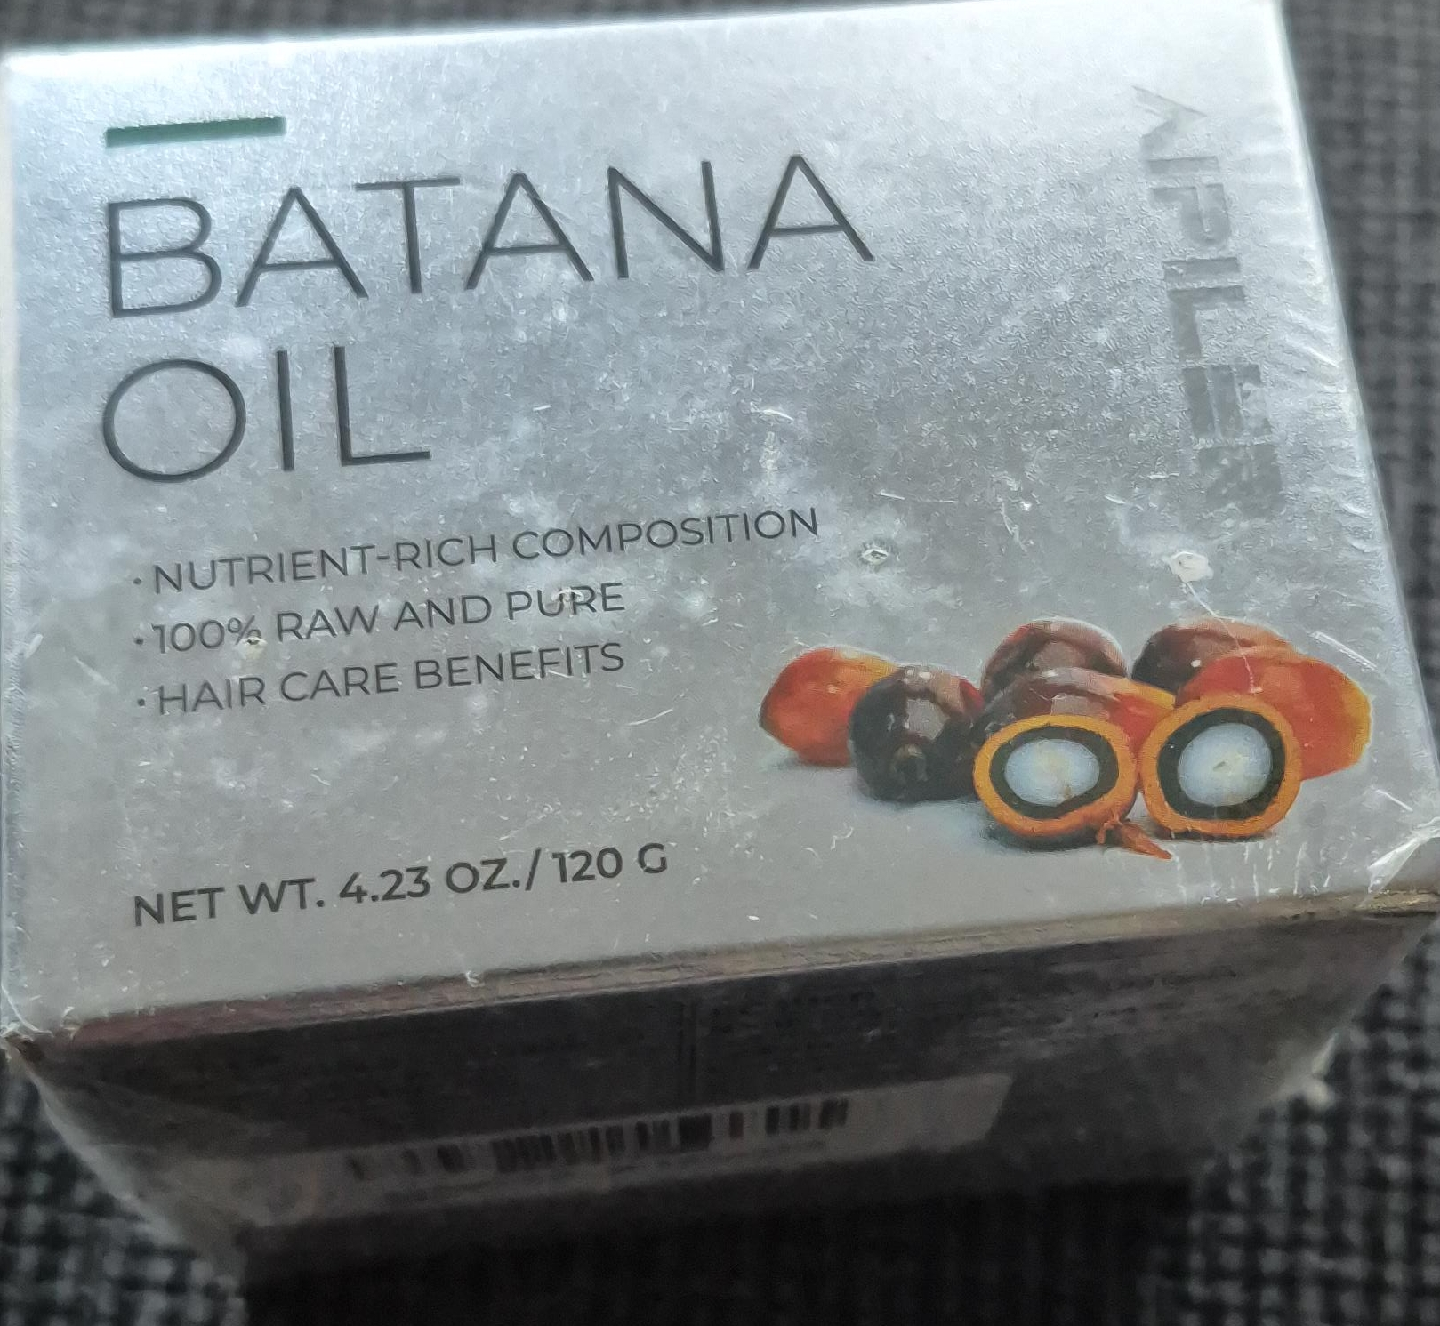 BATANA
OIL
· NUTRIENT-RICH COMPOSITION
· 100% RAW AND PURE
· HAIR CARE BENEFITS
NET WT. 4.23 OZ./ 120 G